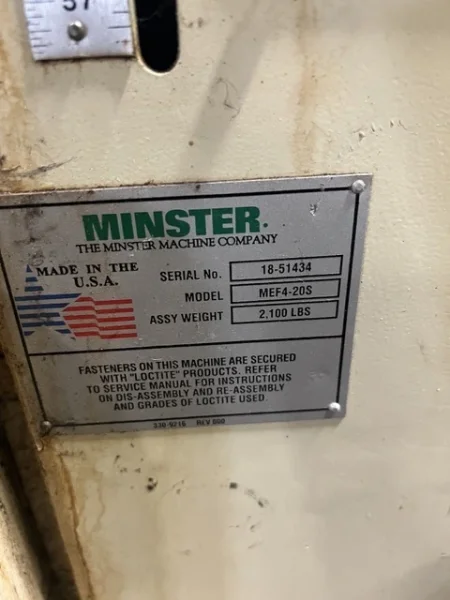 37
MINSTER.
THE MINSTER MACHINE COMPANY
MADE IN THE
U.S.A.
SERIAL No. 18-51434
MODEL MEF4-20S
ASSY WEIGHT 2,100 LBS
FASTENERS ON THIS MACHINE ARE SECURED
WITH "LOCTITE" PRODUCTS. REFER
TO SERVICE MANUAL FOR INSTRUCTIONS
ON DIS-ASSEMBLY AND RE-ASSEMBLY
AND GRADES OF LOCTITE USED.
REV